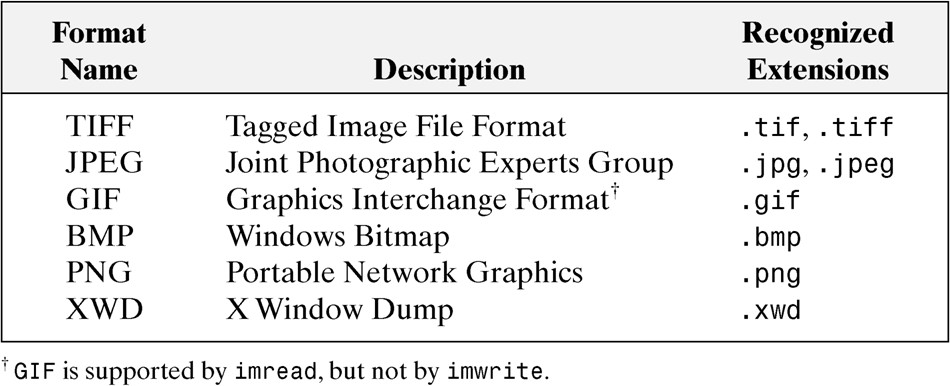 Format Name Description Recognized Extensions
TIFF Tagged Image File Format .tif, .tiff
JPEG Joint Photographic Experts Group .jpg, .jpeg
GIF Graphics Interchange Format† .gif
BMP Windows Bitmap .bmp
PNG Portable Network Graphics .png
XWD X Window Dump .xwd
† GIF is supported by imread, but not by imwrite.